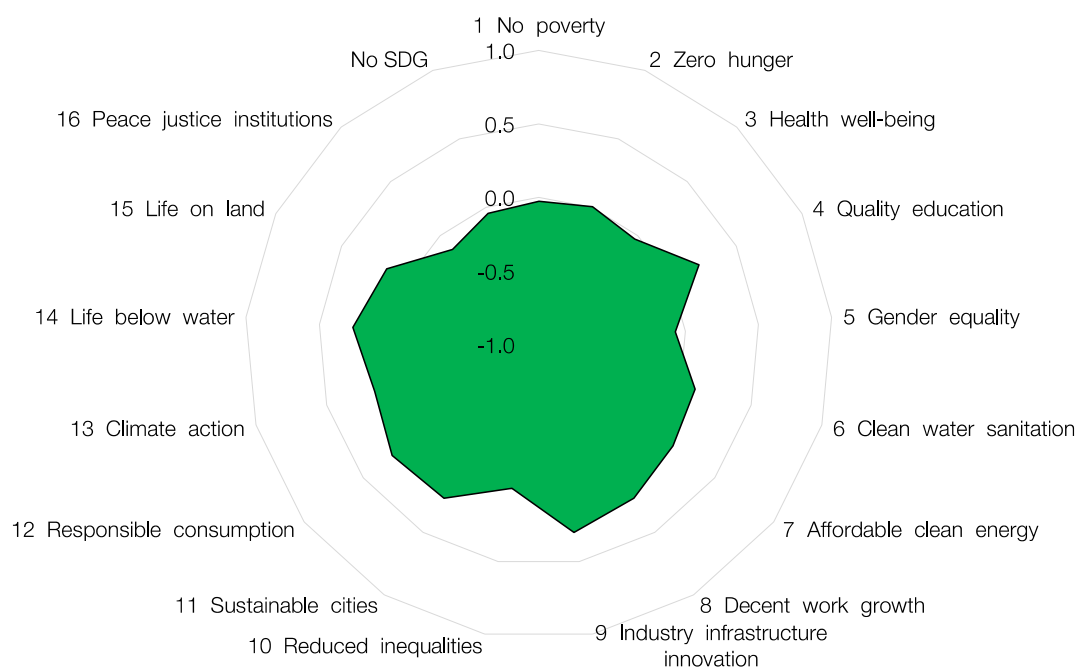 1 No poverty
2 Zero hunger
3 Health well-being
4 Quality education
5 Gender equality
6 Clean water sanitation
7 Affordable clean energy
8 Decent work growth
9 Industry infrastructure
innovation
10 Reduced inequalities
11 Sustainable cities
12 Responsible consumption
13 Climate action
14 Life below water
15 Life on land
16 Peace justice institutions
No SDG
1.0
0.5
0.0
-0.5
-1.0